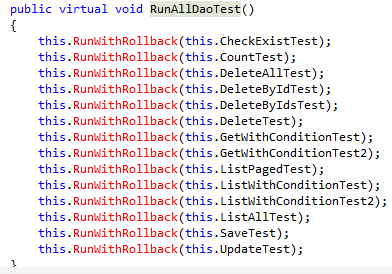 public virtual void RunAllDaoTest()
{
this.RunWithRollback(this.CheckExistTest);
this.RunWithRollback(this.CountTest);
this.RunWithRollback(this.DeleteAllTest);
this.RunWithRollback(this.DeleteByIdTest);
this.RunWithRollback(this.DeleteByIdsTest);
this.RunWithRollback(this.DeleteTest);
this.RunWithRollback(this.GetWithConditionTest);
this.RunWithRollback(this.GetWithConditionTest2);
this.RunWithRollback(this.ListPagedTest);
this.RunWithRollback(this.ListWithConditionTest);
this.RunWithRollback(this.ListWithConditionTest2);
this.RunWithRollback(this.ListAllTest);
this.RunWithRollback(this.SaveTest);
this.RunWithRollback(this.UpdateTest);
}